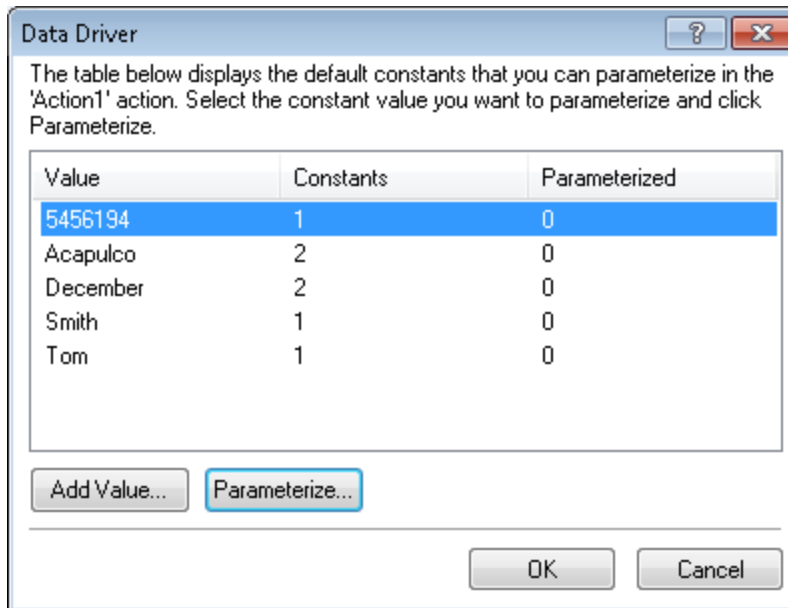 Data Driver
The table below displays the default constants that you can parameterize in the
'Action1' action. Select the constant value you want to parameterize and click
Parameterize.
Value Constants Parameterized
5456194 1 0
Acapulco 2 0
December 2 0
Smith 1 0
Tom 1 0
Add Value... Parameterize...
OK Cancel